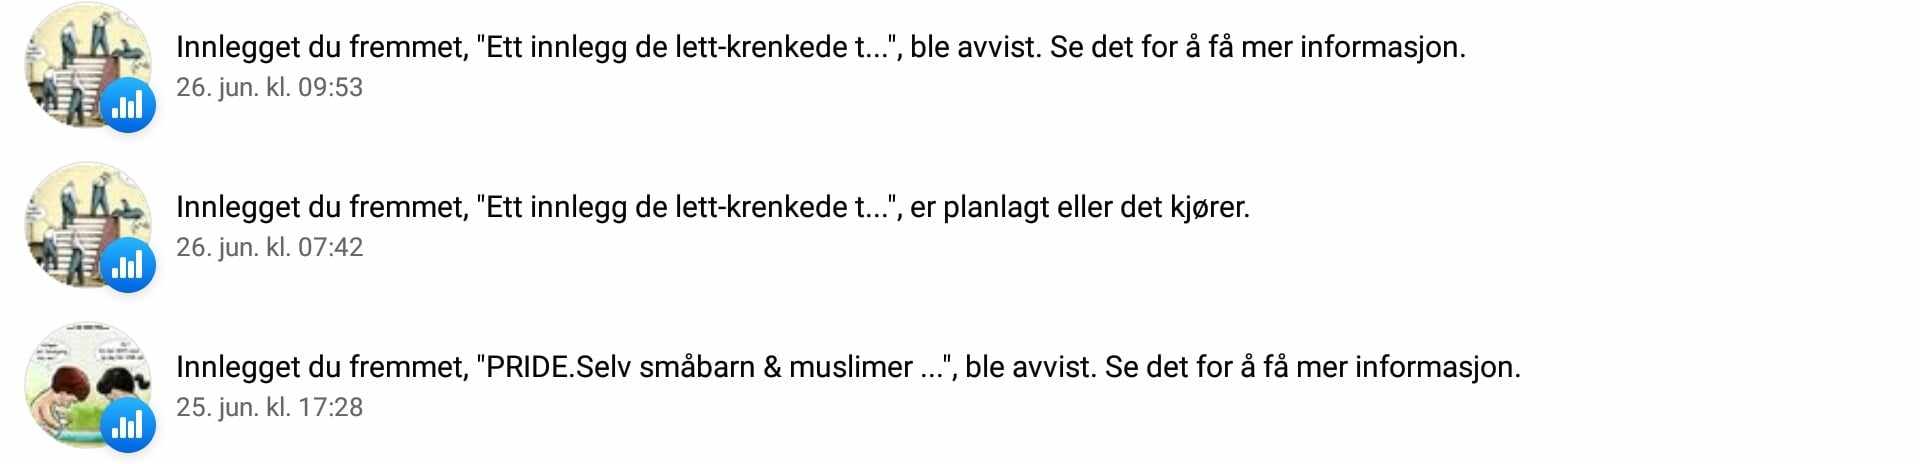 Innlegget du fremmet, "Ett innlegg de lett-krenkede t...", ble avvist. Se det for å få mer informasjon.
26. jun. kl. 09:53
Innlegget du fremmet, "Ett innlegg de lett-krenkede t...", er planlagt eller det kjører.
26. jun. kl. 07:42
Innlegget du fremmet, "PRIDE.Selv småbarn & muslimer ...", ble avvist. Se det for å få mer informasjon.
25. jun. kl. 17:28